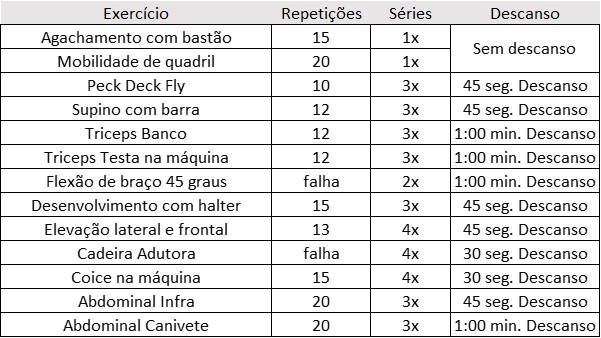 Exercício Repetições Séries Descanso
Agachamento com bastão 15 1x Sem descanso
Mobilidade de quadril 20 1x
Peck Deck Fly 10 3x 45 seg. Descanso
Supino com barra 12 3x 45 seg. Descanso
Triceps Banco 12 3x 1:00 min. Descanso
Triceps Testa na máquina 12 3x 1:00 min. Descanso
Flexão de braço 45 graus falha 2x 1:00 min. Descanso
Desenvolvimento com halter 15 3x 45 seg. Descanso
Elevação lateral e frontal 13 4x 45 seg. Descanso
Cadeira Adutora falha 4x 30 seg. Descanso
Coice na máquina 15 4x 30 seg. Descanso
Abdominal Infra 20 3x 45 seg. Descanso
Abdominal Canivete 20 3x 1:00 min. Descanso